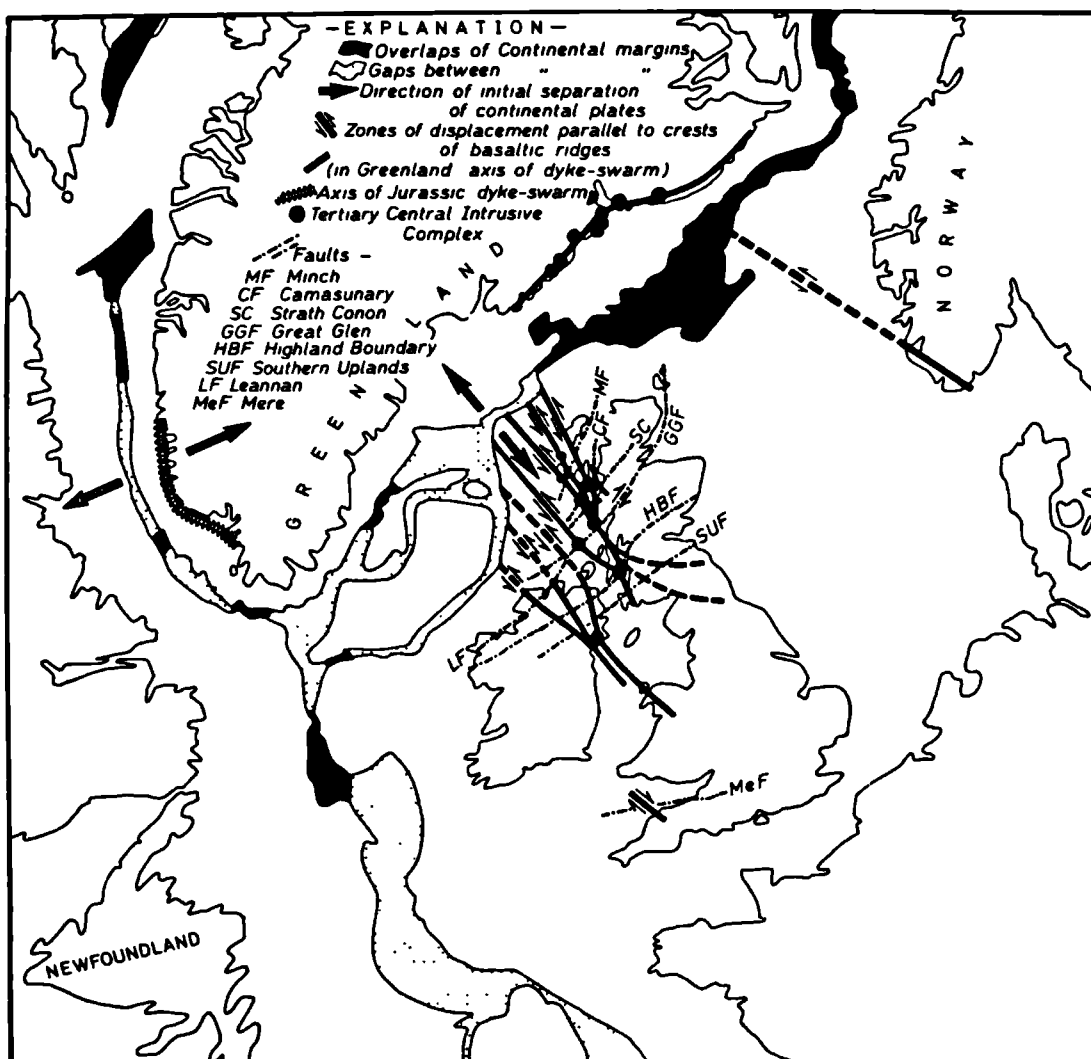 —EXPLANATION—
Overlaps of Continental margins
Gaps between " "
Direction of initial separation
of continental plates
Zones of displacement parallel to crests
of basaltic ridges
(in Greenland axis of dyke-swarm)
Axis of Jurassic dyke-swarm
Tertiary Central Intrusive
Complex
Faults –
MF Minch
CF Camasunary
SC Strath Conon
GGF Great Glen
HBF Highland Boundary
SUF Southern Uplands
LF Leannan
MeF Mere
GREENLAND
NORWAY
MF
CF
SC
GGF
HBF
SUF
LF
MeF
NEWFOUNDLAND